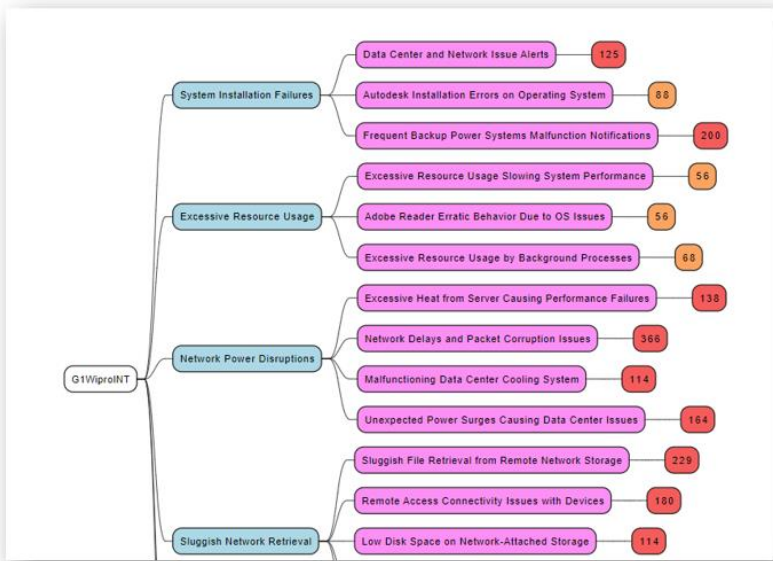 Data Center and Network Issue Alerts 125
System Installation Failures
Autodesk Installation Errors on Operating System 88
Frequent Backup Power Systems Malfunction Notifications 200
Excessive Resource Usage Slowing System Performance 56
Excessive Resource Usage
Adobe Reader Erratic Behavior Due to OS Issues 56
Excessive Resource Usage by Background Processes 68
Excessive Heat from Server Causing Performance Failures 138
Network Delays and Packet Corruption Issues 366
Network Power Disruptions
G1WiproINT
Malfunctioning Data Center Cooling System 114
Unexpected Power Surges Causing Data Center Issues 164
Sluggish File Retrieval from Remote Network Storage 229
Remote Access Connectivity Issues with Devices 180
Sluggish Network Retrieval
Low Disk Space on Network-Attached Storage 114